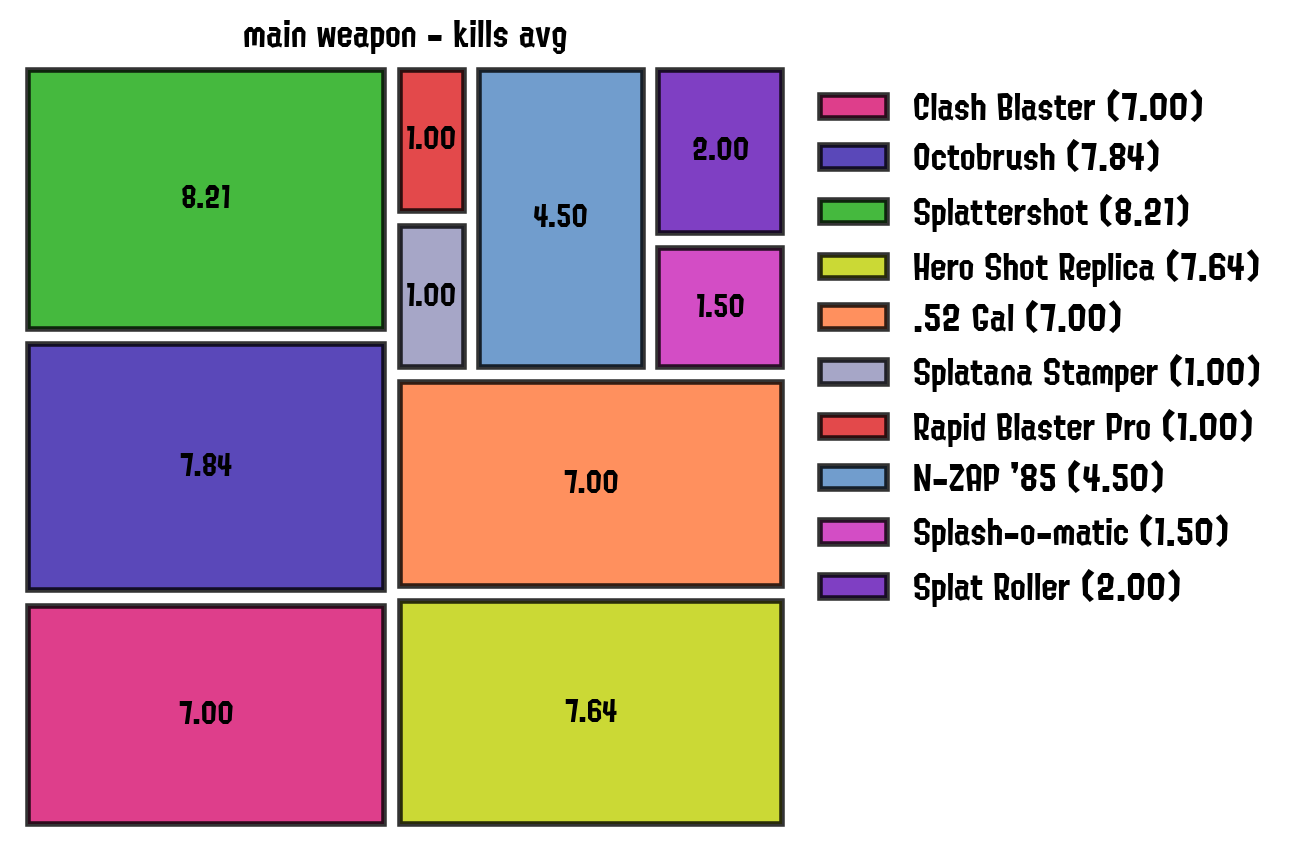 main weapon - kills avg
8.21
1.00
4.50
2.00
1.00
1.50
7.84
7.00
7.00
7.64
Clash Blaster (7.00)
Octobrush (7.84)
Splattershot (8.21)
Hero Shot Replica (7.64)
.52 Gal (7.00)
Splatana Stamper (1.00)
Rapid Blaster Pro (1.00)
N-ZAP '85 (4.50)
Splash-o-matic (1.50)
Splat Roller (2.00)